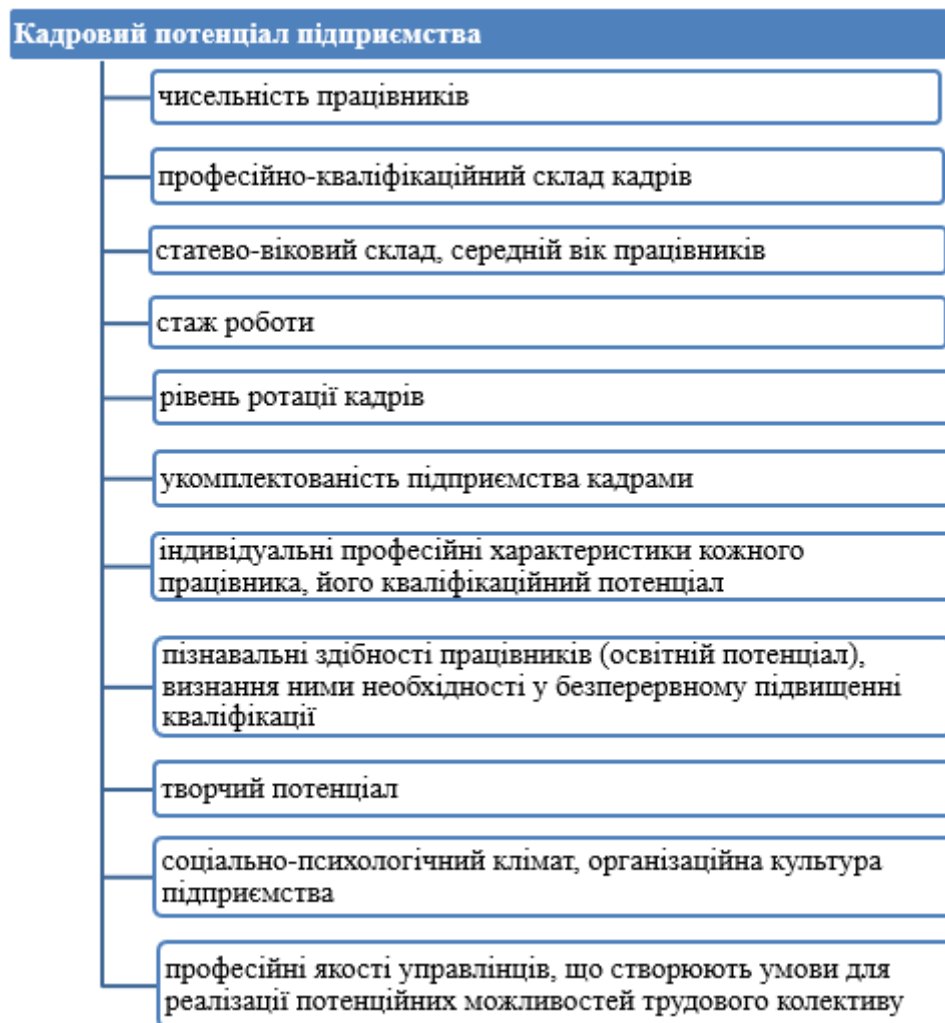 Кадровий потенціал підприємства
чисельність працівників
професійно-кваліфікаційний склад кадрів
статево-віковий склад, середній вік працівників
стаж роботи
рівень ротації кадрів
укомплектованість підприємства кадрами
індивідуальні професійні характеристики кожного
працівника, його кваліфікаційний потенціал
пізнавальні здібності працівників (освітній потенціал),
визнання ними необхідності у безперервному підвищенні
кваліфікації
творчий потенціал
соціально-психологічний клімат, організаційна культура
підприємства
професійні якості управлінців, що створюють умови для
реалізації потенційних можливостей трудового колективу